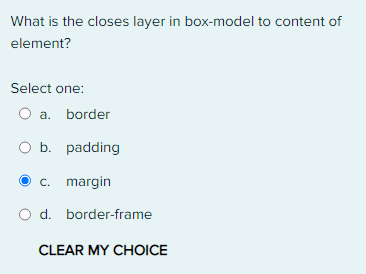 What is the closes layer in box-model to content of
element?
Select one:
a. border
b. padding
c. margin
d. border-frame
CLEAR MY CHOICE